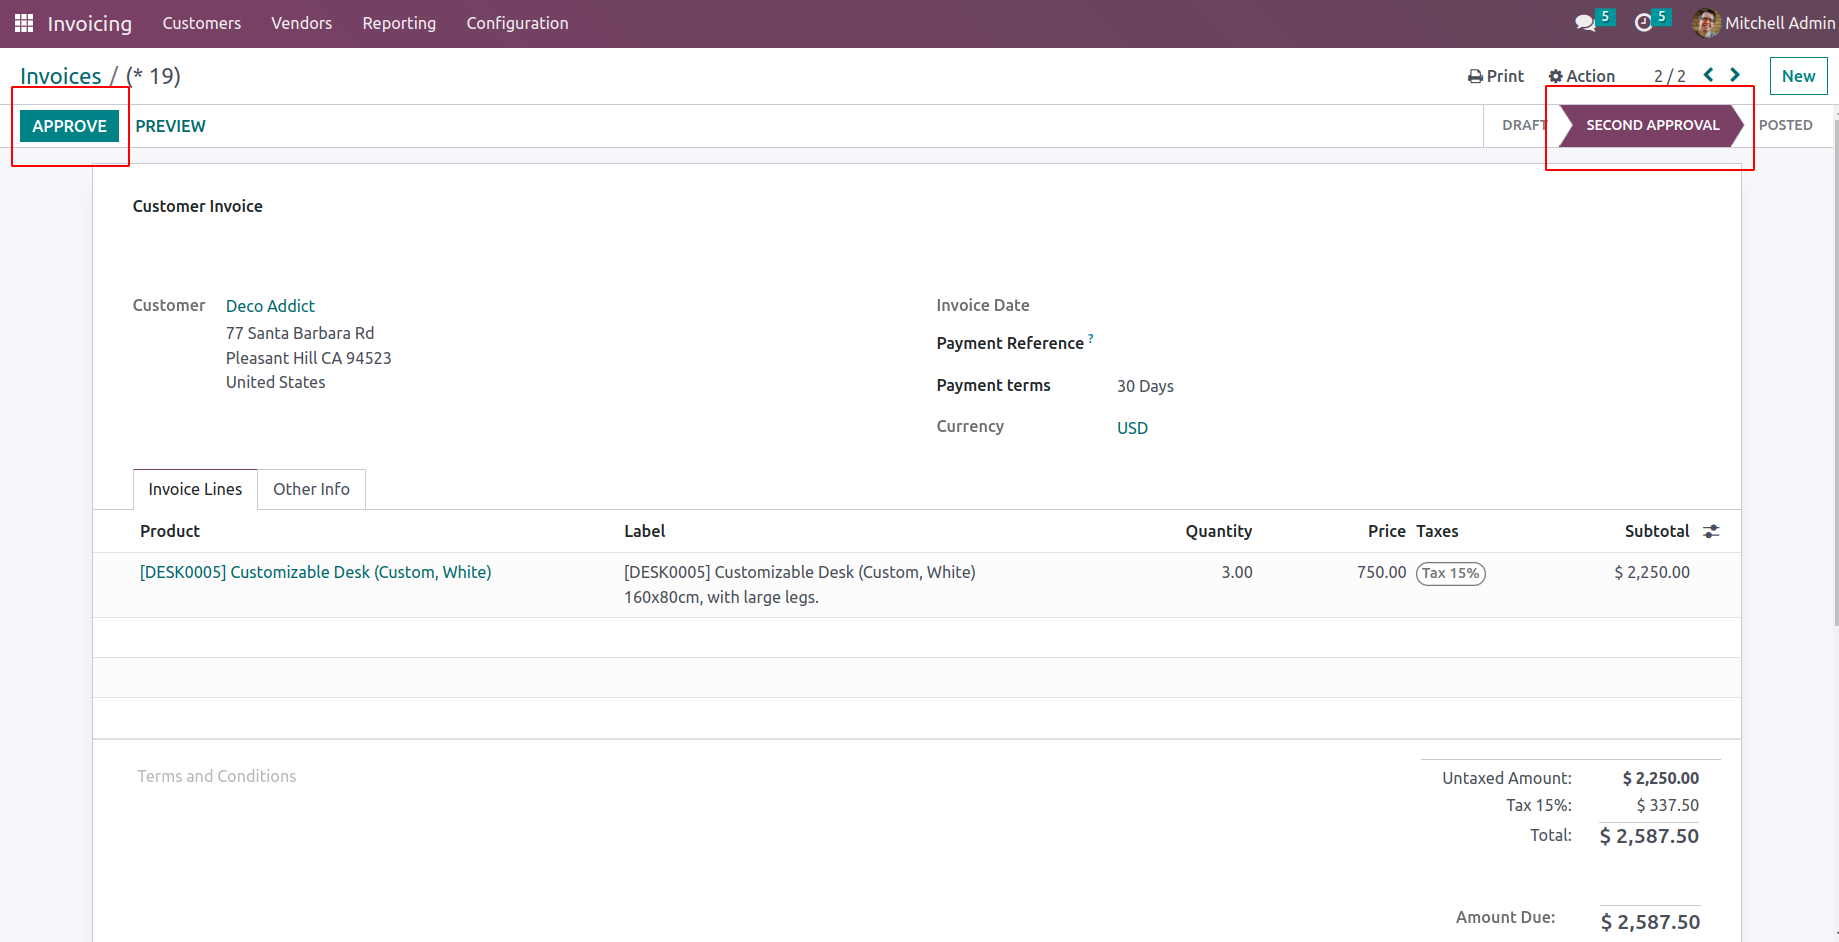 Invoicing Customers Vendors Reporting Configuration 5 5 Mitchell Admin
Invoices / (* 19) Print Action 2 / 2 New
APPROVE PREVIEW DRAFT SECOND APPROVAL POSTED
Customer Invoice
Customer Deco Addict Invoice Date
77 Santa Barbara Rd
Payment Reference ?
Pleasant Hill CA 94523
United States Payment terms 30 Days
Currency USD
Invoice Lines Other Info
Product Label Quantity Price Taxes Subtotal
[DESK0005] Customizable Desk (Custom, White) [DESK0005] Customizable Desk (Custom, White) 3.00 750.00 Tax 15% $ 2,250.00
160x80cm, with large legs.
Terms and Conditions Untaxed Amount: $ 2,250.00
Tax 15%: $ 337.50
Total: $ 2,587.50
Amount Due: $ 2,587.50